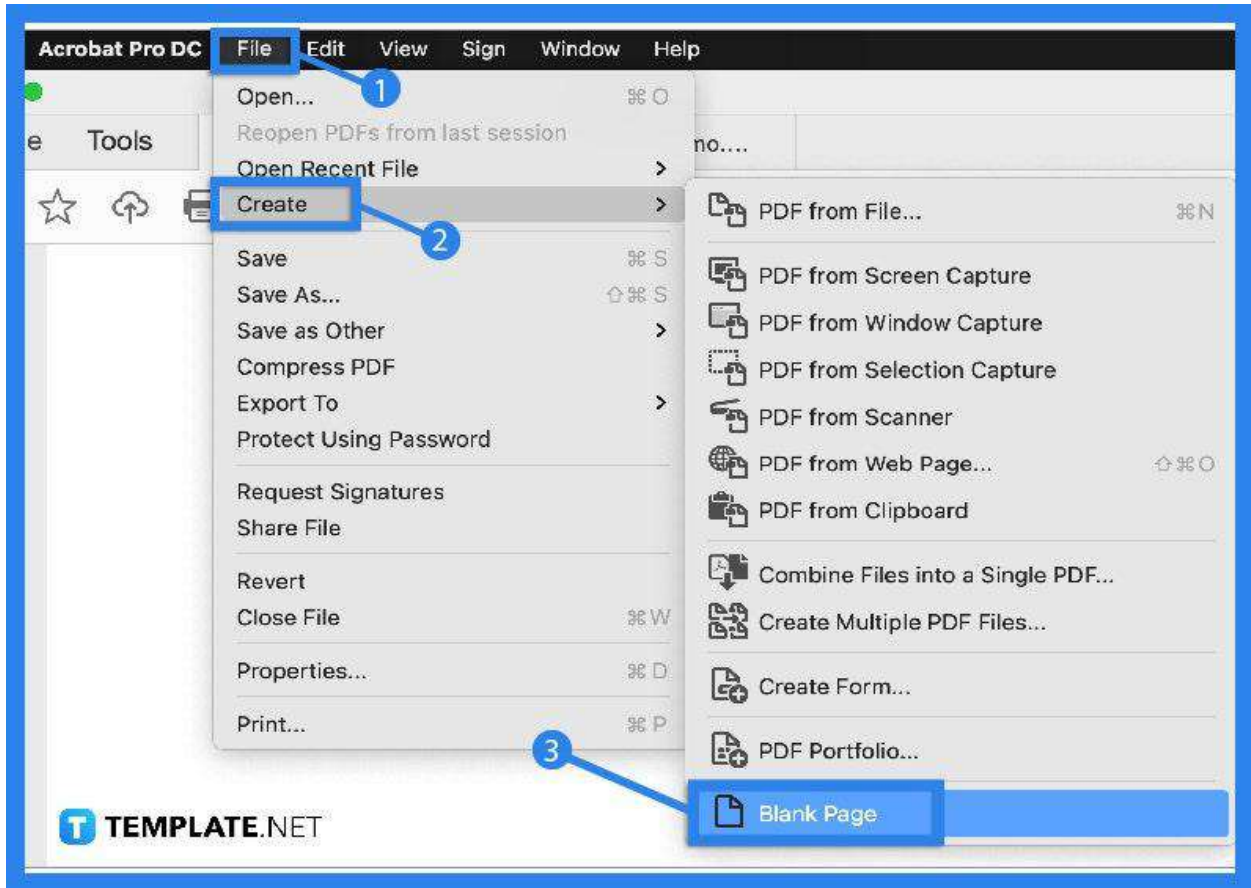 Acrobat Pro DC File Edit View Sign Window Help
1
Open... ⌘ O
Reopen PDFs from last session
e Tools
mo....
Open Recent File >
Create >
2
Save ⌘ S
Save As... ⇧ ⌘ S
Save as Other >
Compress PDF
Export To >
Protect Using Password
Request Signatures
Share File
Revert
Close File ⌘ W
Properties... ⌘ D
Print... ⌘ P
PDF from File... ⌘ N
PDF from Screen Capture
PDF from Window Capture
PDF from Selection Capture
PDF from Scanner
PDF from Web Page... ⇧ ⌘ O
PDF from Clipboard
Combine Files into a Single PDF...
Create Multiple PDF Files...
Create Form...
PDF Portfolio...
3
Blank Page
T TEMPLATE.NET